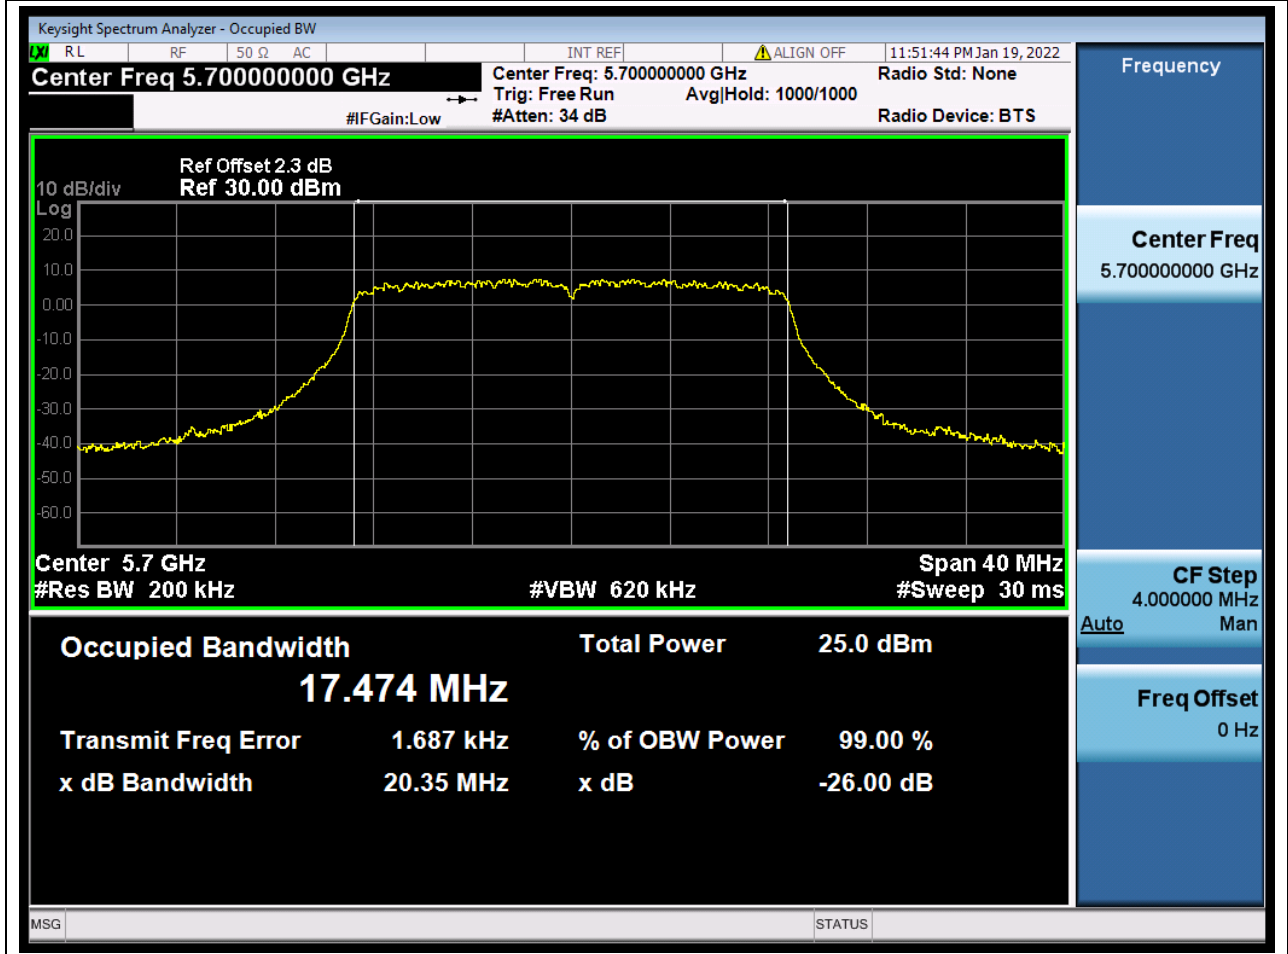 Keysight Spectrum Analyzer - Occupied BW
LXI RL RF 50 Ω AC INT REF ALIGN OFF 11:51:44 PM Jan 19, 2022
Center Freq 5.700000000 GHz
Center Freq: 5.700000000 GHz
Radio Std: None
Trig: Free Run Avg|Hold: 1000/1000
#IFGain:Low
#Atten: 34 dB
Radio Device: BTS
Ref Offset 2.3 dB
10 dB/div Ref 30.00 dBm
Log
20.0
10.0
0.00
-10.0
-20.0
-30.0
-40.0
-50.0
-60.0
Center 5.7 GHz Span 40 MHz
#Res BW 200 kHz #VBW 620 kHz #Sweep 30 ms
Occupied Bandwidth Total Power 25.0 dBm
17.474 MHz
Transmit Freq Error 1.687 kHz % of OBW Power 99.00 %
x dB Bandwidth 20.35 MHz x dB -26.00 dB
MSG STATUS
Frequency
Center Freq
5.700000000 GHz
CF Step
4.000000 MHz
Auto Man
Freq Offset
0 Hz